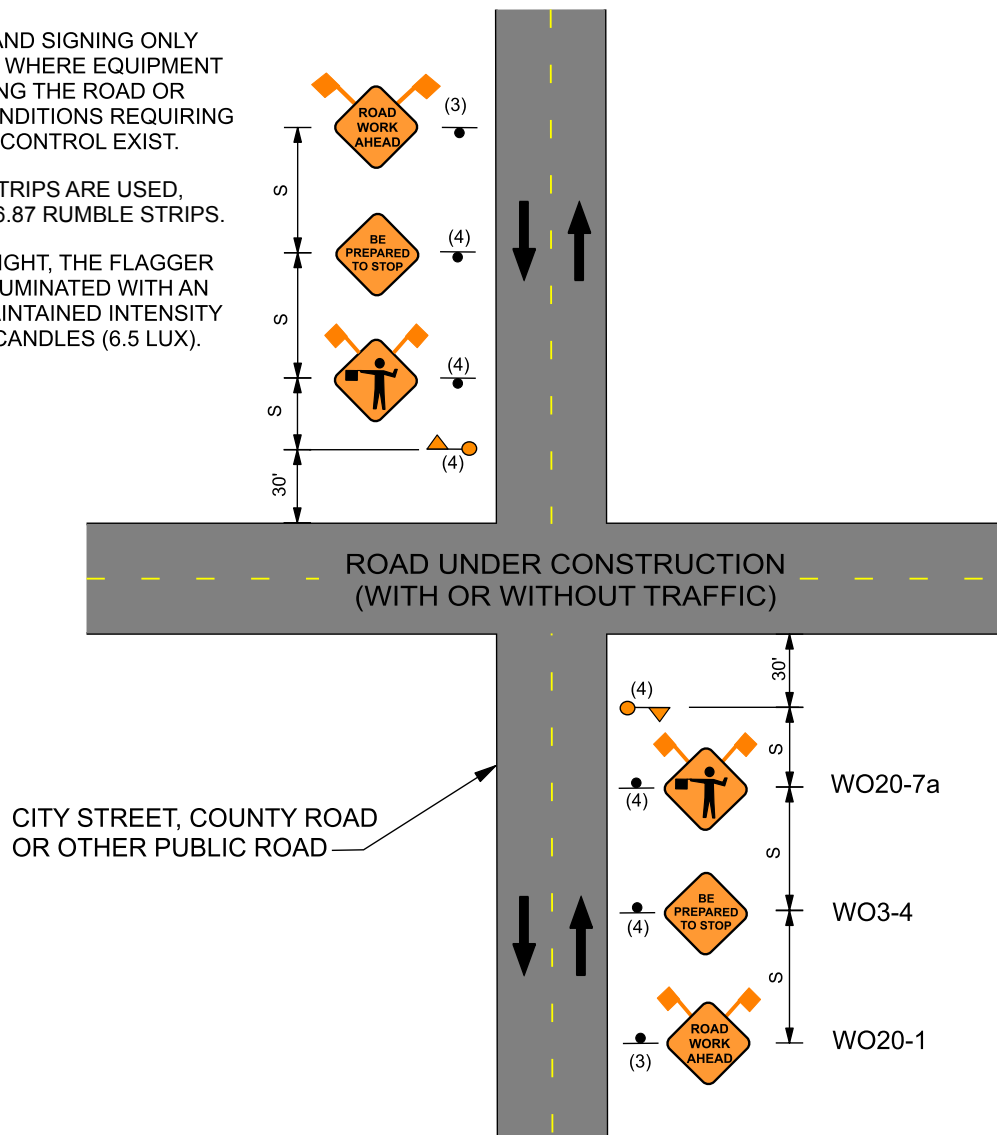 AND SIGNING ONLY
WHERE EQUIPMENT
NG THE ROAD OR
NDITIONS REQUIRING
CONTROL EXIST.
TRIPS ARE USED,
6.87 RUMBLE STRIPS.
IGHT, THE FLAGGER
UMINATED WITH AN
AINTAINED INTENSITY
CANDLES (6.5 LUX).
ROAD
WORK
AHEAD
(3)
S
BE
PREPARED
TO STOP
(4)
S
(4)
S
(4)
30'
ROAD UNDER CONSTRUCTION
(WITH OR WITHOUT TRAFFIC)
30'
(4)
S
(4)
WO20-7a
CITY STREET, COUNTY ROAD
OR OTHER PUBLIC ROAD
S
BE
PREPARED
TO STOP
(4)
WO3-4
S
ROAD
WORK
AHEAD
(3)
WO20-1